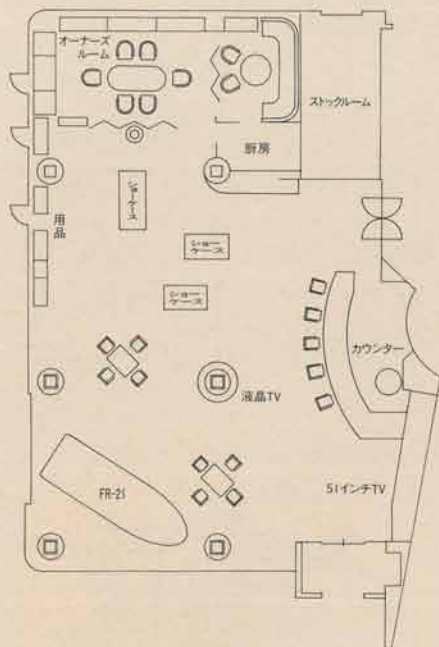 オーナーズ
ルーム
ストックルーム
厨房
ショーケース
用品
ショー
ケース
ショー
ケース
カウンター
液晶TV
51インチTV
FR-21